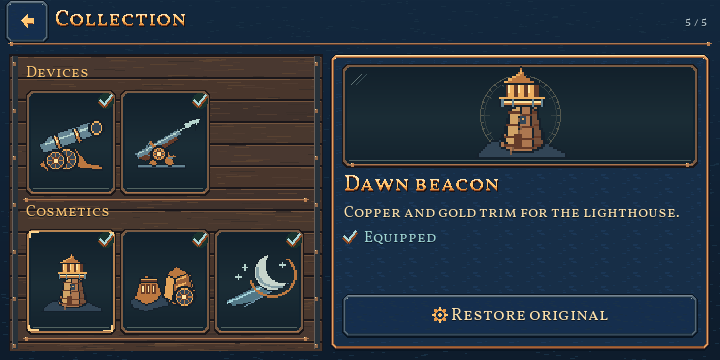 Collection
5 / 5
Devices
Cosmetics
Dawn beacon
Copper and gold trim for the lighthouse.
Equipped
Restore original